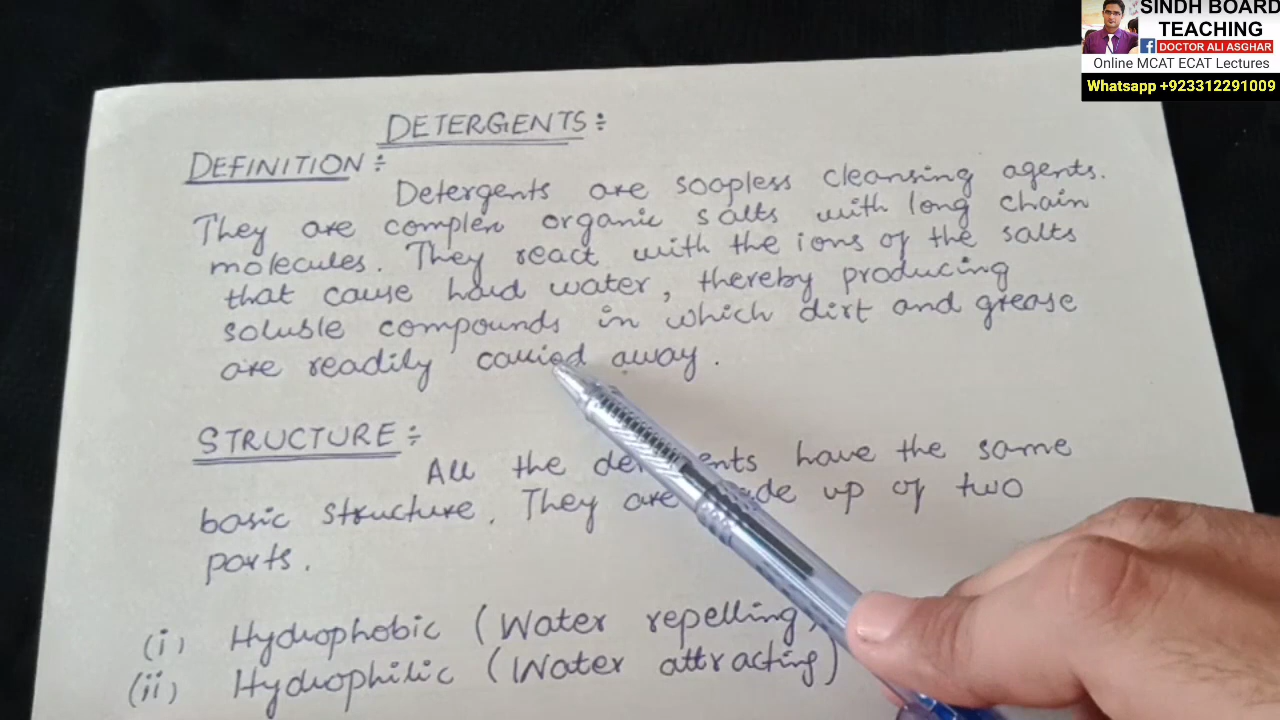 SINDH BOARD
TEACHING
DOCTOR ALI ASGHAR
Online MCAT ECAT Lectures
Whatsapp +923312291009
DETERGENTS:
DEFINITION:
Detergents are soapless cleansing agents.
They are complex organic salts with long chain
molecules. They react with the ions of the salts
that cause hard water, thereby producing
soluble compounds in which dirt and grease
are readily carried away.
STRUCTURE:
All the detergents have the same
basic structure. They are made up of two
parts.
(i) Hydrophobic (Water repelling)
(ii) Hydrophilic (Water attracting)